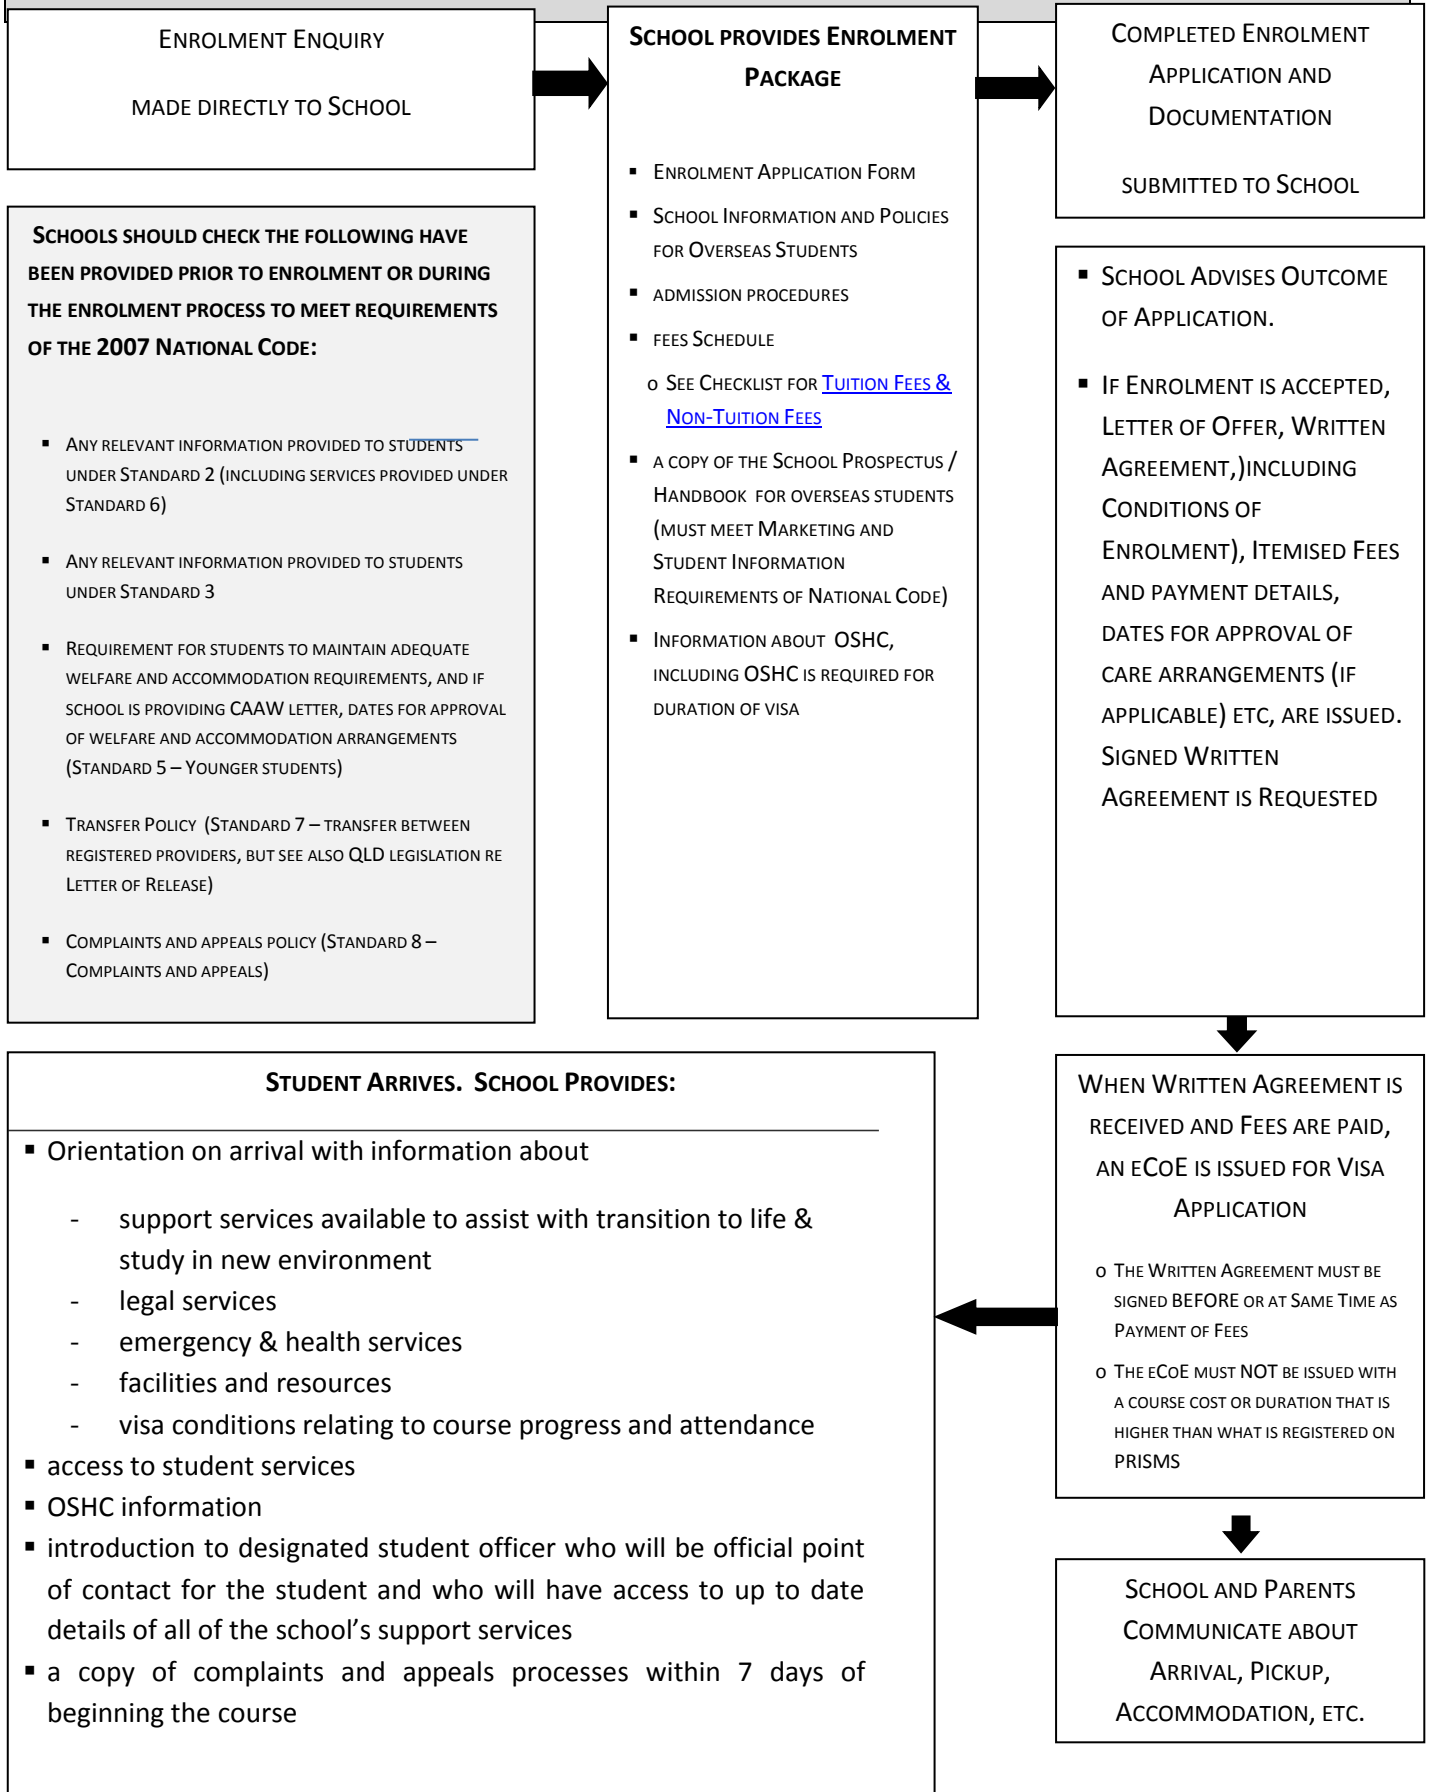 ENROLMENT ENQUIRY
MADE DIRECTLY TO SCHOOL
SCHOOL PROVIDES ENROLMENT
PACKAGE
▪ ENROLMENT APPLICATION FORM
▪ SCHOOL INFORMATION AND POLICIES
FOR OVERSEAS STUDENTS
▪ ADMISSION PROCEDURES
▪ FEES SCHEDULE
o SEE CHECKLIST FOR TUITION FEES &
NON-TUITION FEES
▪ A COPY OF THE SCHOOL PROSPECTUS /
HANDBOOK FOR OVERSEAS STUDENTS
(MUST MEET MARKETING AND
STUDENT INFORMATION
REQUIREMENTS OF NATIONAL CODE)
▪ INFORMATION ABOUT OSHC,
INCLUDING OSHC IS REQUIRED FOR
DURATION OF VISA
COMPLETED ENROLMENT
APPLICATION AND
DOCUMENTATION
SUBMITTED TO SCHOOL
SCHOOLS SHOULD CHECK THE FOLLOWING HAVE
BEEN PROVIDED PRIOR TO ENROLMENT OR DURING
THE ENROLMENT PROCESS TO MEET REQUIREMENTS
OF THE 2007 NATIONAL CODE:
▪ ANY RELEVANT INFORMATION PROVIDED TO STUDENTS
UNDER STANDARD 2 (INCLUDING SERVICES PROVIDED UNDER
STANDARD 6)
▪ ANY RELEVANT INFORMATION PROVIDED TO STUDENTS
UNDER STANDARD 3
▪ REQUIREMENT FOR STUDENTS TO MAINTAIN ADEQUATE
WELFARE AND ACCOMMODATION REQUIREMENTS, AND IF
SCHOOL IS PROVIDING CAAW LETTER, DATES FOR APPROVAL
OF WELFARE AND ACCOMMODATION ARRANGEMENTS
(STANDARD 5 – YOUNGER STUDENTS)
▪ TRANSFER POLICY (STANDARD 7 – TRANSFER BETWEEN
REGISTERED PROVIDERS, BUT SEE ALSO QLD LEGISLATION RE
LETTER OF RELEASE)
▪ COMPLAINTS AND APPEALS POLICY (STANDARD 8 –
COMPLAINTS AND APPEALS)
▪ SCHOOL ADVISES OUTCOME
OF APPLICATION.
▪ IF ENROLMENT IS ACCEPTED,
LETTER OF OFFER, WRITTEN
AGREEMENT,)INCLUDING
CONDITIONS OF
ENROLMENT), ITEMISED FEES
AND PAYMENT DETAILS,
DATES FOR APPROVAL OF
CARE ARRANGEMENTS (IF
APPLICABLE) ETC, ARE ISSUED.
SIGNED WRITTEN
AGREEMENT IS REQUESTED
WHEN WRITTEN AGREEMENT IS
RECEIVED AND FEES ARE PAID,
AN ECOE IS ISSUED FOR VISA
APPLICATION
o THE WRITTEN AGREEMENT MUST BE
SIGNED BEFORE OR AT SAME TIME AS
PAYMENT OF FEES
o THE ECOE MUST NOT BE ISSUED WITH
A COURSE COST OR DURATION THAT IS
HIGHER THAN WHAT IS REGISTERED ON
PRISMS
SCHOOL AND PARENTS
COMMUNICATE ABOUT
ARRIVAL, PICKUP,
ACCOMMODATION, ETC.
STUDENT ARRIVES. SCHOOL PROVIDES:
▪ Orientation on arrival with information about
- support services available to assist with transition to life &
study in new environment
- legal services
- emergency & health services
- facilities and resources
- visa conditions relating to course progress and attendance
▪ access to student services
▪ OSHC information
▪ introduction to designated student officer who will be official point
of contact for the student and who will have access to up to date
details of all of the school’s support services
▪ a copy of complaints and appeals processes within 7 days of
beginning the course